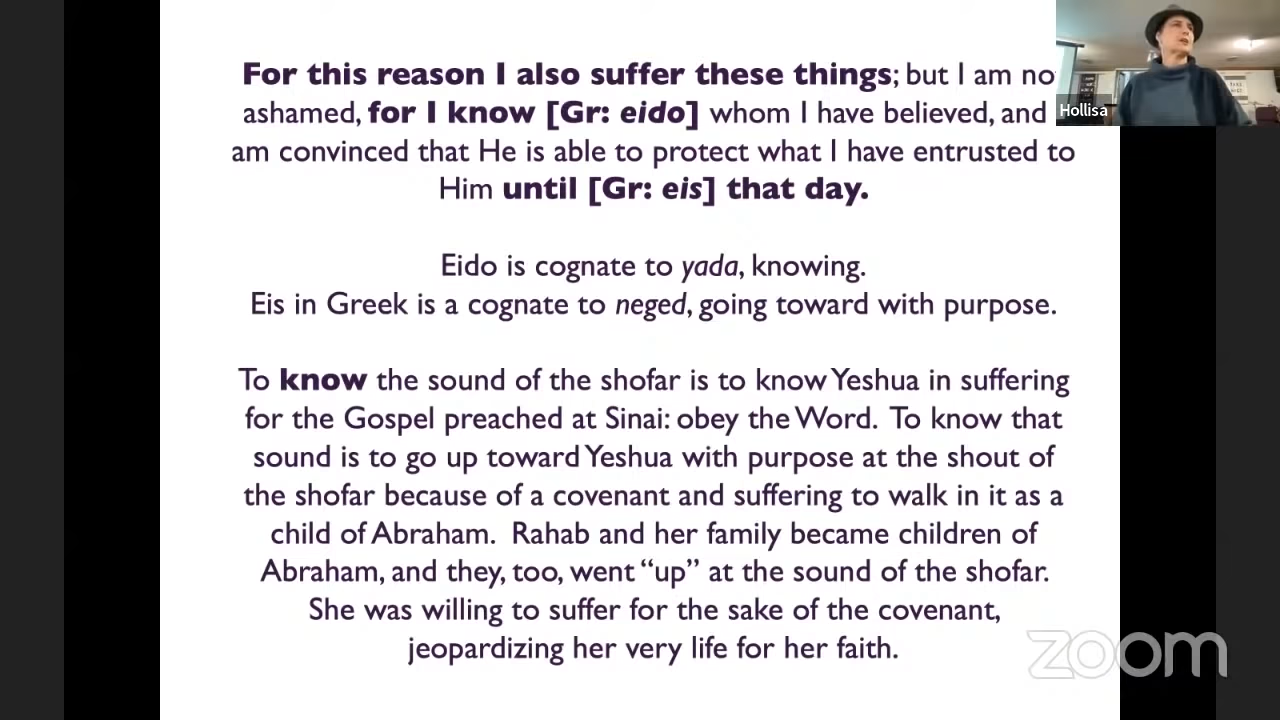 For this reason I also suffer these things; but I am no
ashamed, for I know [Gr: eido] whom I have believed, and
am convinced that He is able to protect what I have entrusted to
Him until [Gr: eis] that day.
Eido is cognate to yada, knowing.
Eis in Greek is a cognate to neged, going toward with purpose.
To know the sound of the shofar is to know Yeshua in suffering
for the Gospel preached at Sinai: obey the Word. To know that
sound is to go up toward Yeshua with purpose at the shout of
the shofar because of a covenant and suffering to walk in it as a
child of Abraham. Rahab and her family became children of
Abraham, and they, too, went “up” at the sound of the shofar.
She was willing to suffer for the sake of the covenant,
jeopardizing her very life for her faith.
Hollisa
zoom